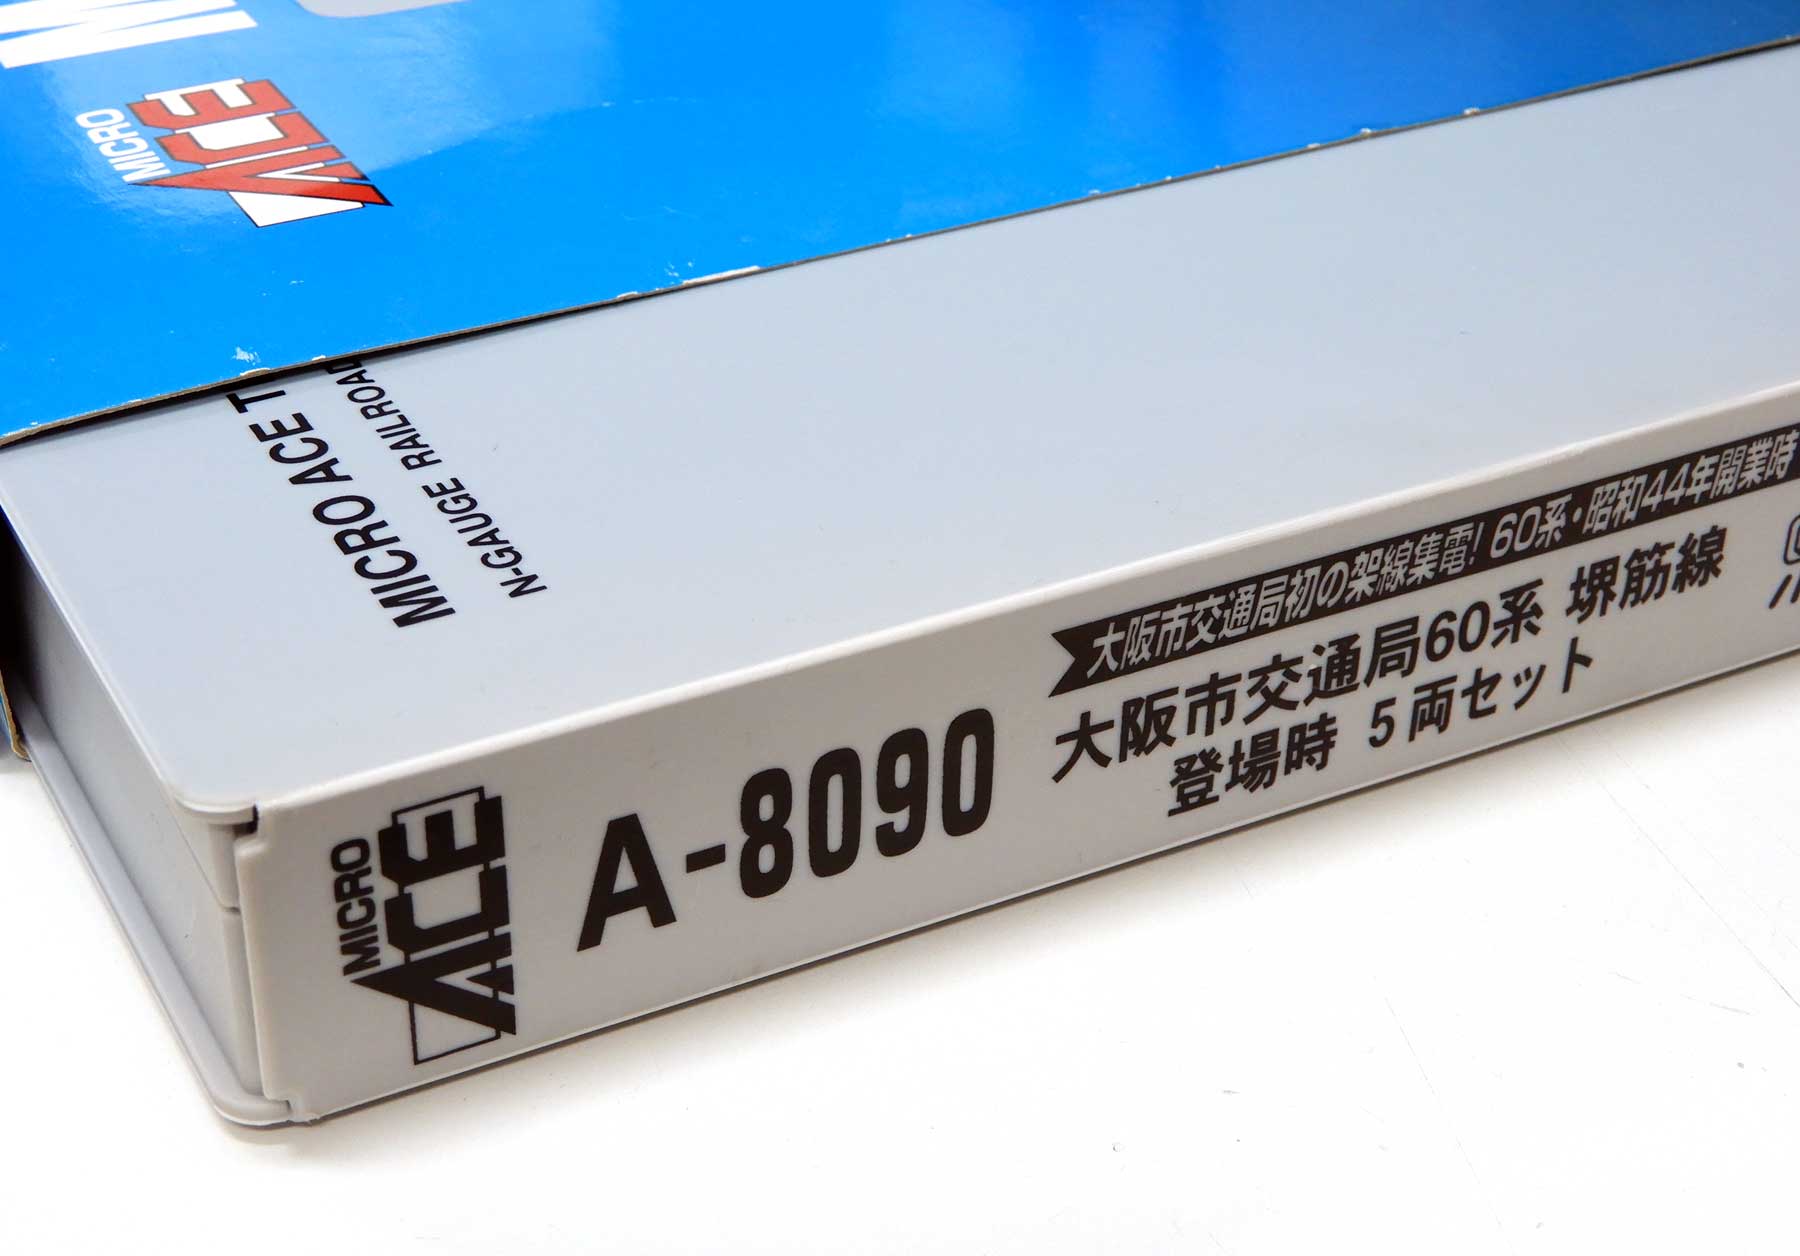 MICRO
ACE
MICRO ACE T
N-GAUGE RAILROAD
MICRO
ACE
A-8090
大阪市交通局初の架線集電! 60系・昭和44年開業時
大阪市交通局60系 堺筋線
登場時 5両セット